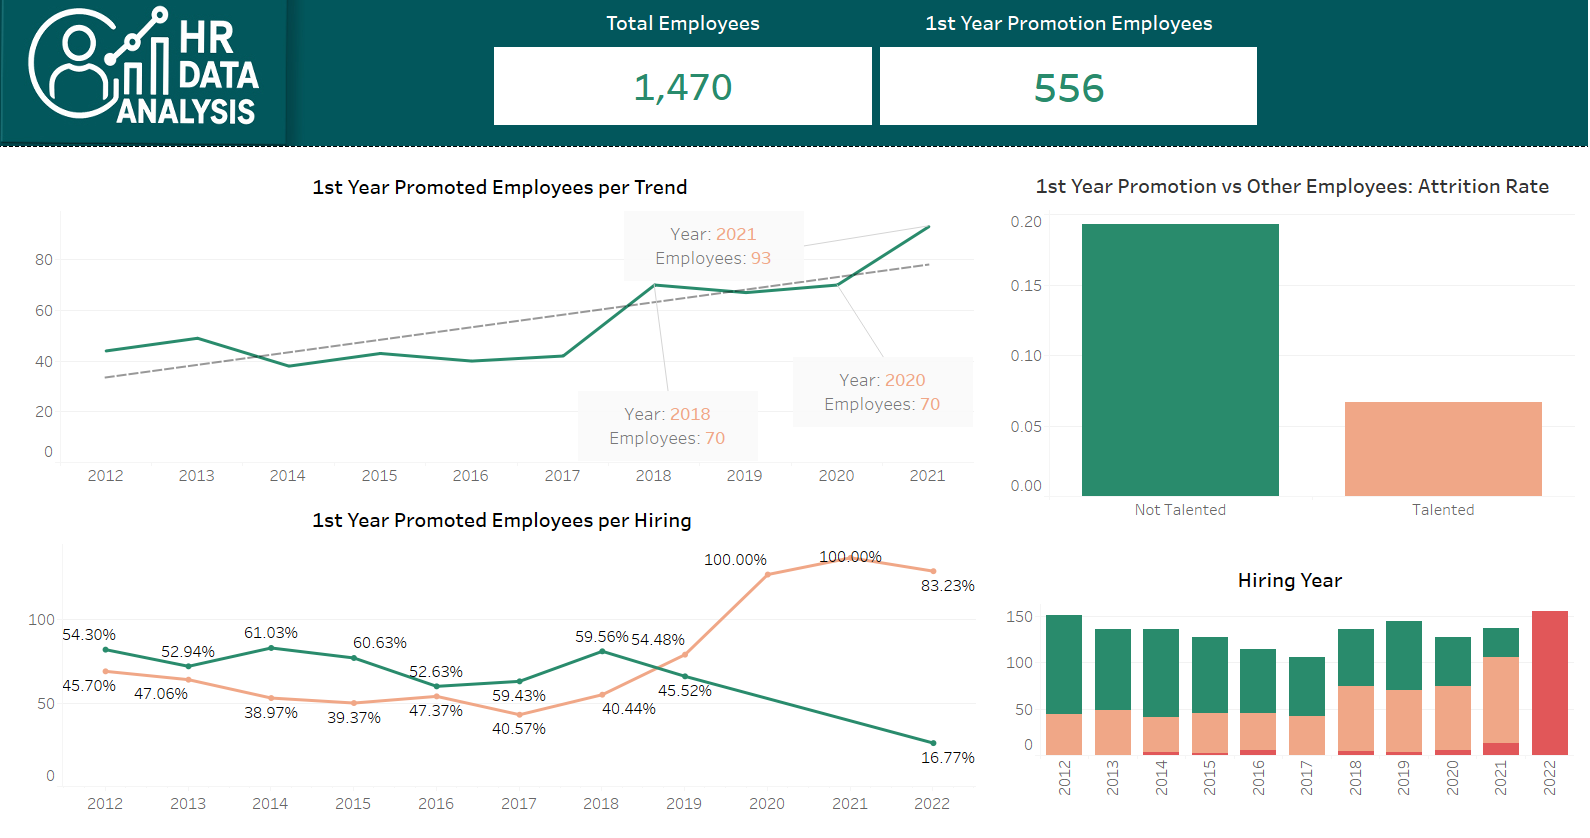 HR
DATA
ANALYSIS
Total Employees
1st Year Promotion Employees
1,470
556
1st Year Promoted Employees per Trend
Year: 2021
Employees: 93
80
60
40
20
0
Year: 2018
Employees: 70
Year: 2020
Employees: 70
2012 2013 2014 2015 2016 2017 2018 2019 2020 2021
1st Year Promotion vs Other Employees: Attrition Rate
0.20
0.15
0.10
0.05
0.00
Not Talented Talented
1st Year Promoted Employees per Hiring
100
50
0
54.30% 52.94% 61.03% 60.63% 52.63% 59.43% 59.56% 54.48% 100.00% 100.00% 83.23%
45.70% 47.06% 38.97% 39.37% 47.37% 40.57% 40.44% 45.52% 16.77%
2012 2013 2014 2015 2016 2017 2018 2019 2020 2021 2022
Hiring Year
150
100
50
0
2012 2013 2014 2015 2016 2017 2018 2019 2020 2021 2022